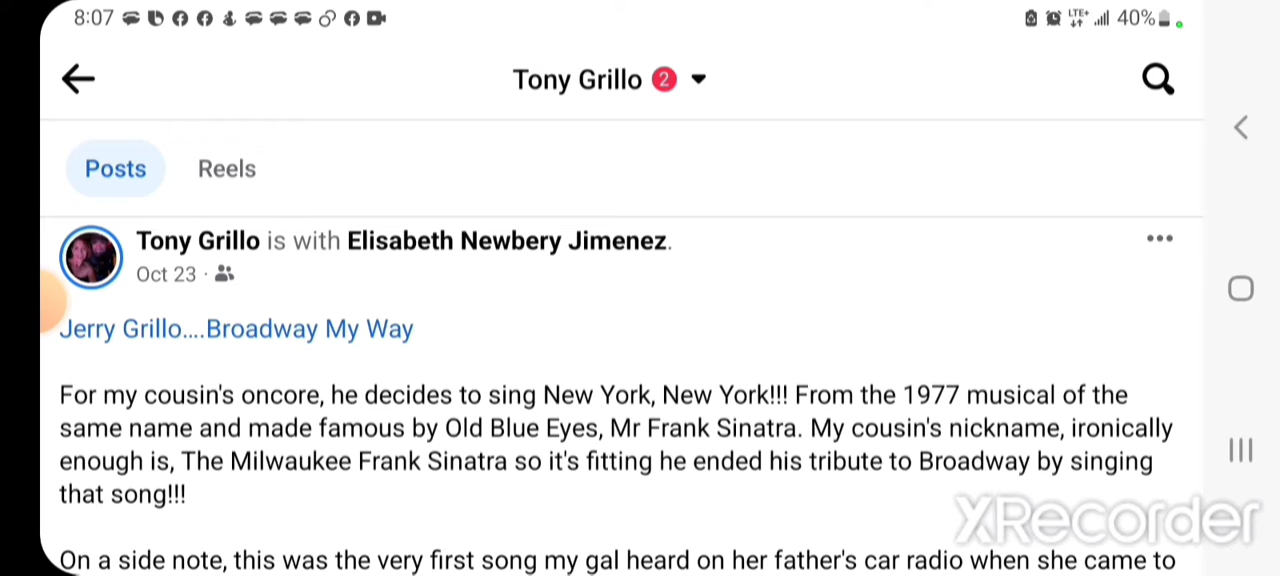 8:07 LTE+ 40%
Tony Grillo 2
Posts Reels
Tony Grillo is with Elisabeth Newbery Jimenez.
Oct 23 ·
Jerry Grillo....Broadway My Way
For my cousin's oncore, he decides to sing New York, New York!!! From the 1977 musical of the
same name and made famous by Old Blue Eyes, Mr Frank Sinatra. My cousin's nickname, ironically
enough is, The Milwaukee Frank Sinatra so it's fitting he ended his tribute to Broadway by singing
that song!!!
XRecorder
On a side note, this was the very first song my gal heard on her father's car radio when she came to